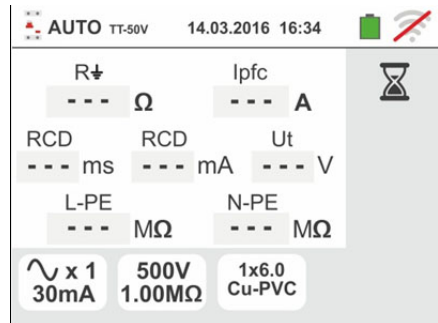 AUTO TT-50V 14.03.2016 16:34
R⏚ Ipfc
- - - Ω - - - A
RCD RCD Ut
- - - ms - - - mA - - - V
L-PE N-PE
- - - MΩ - - - MΩ
∿ x 1 500V 1x6.0
30mA 1.00MΩ Cu-PVC